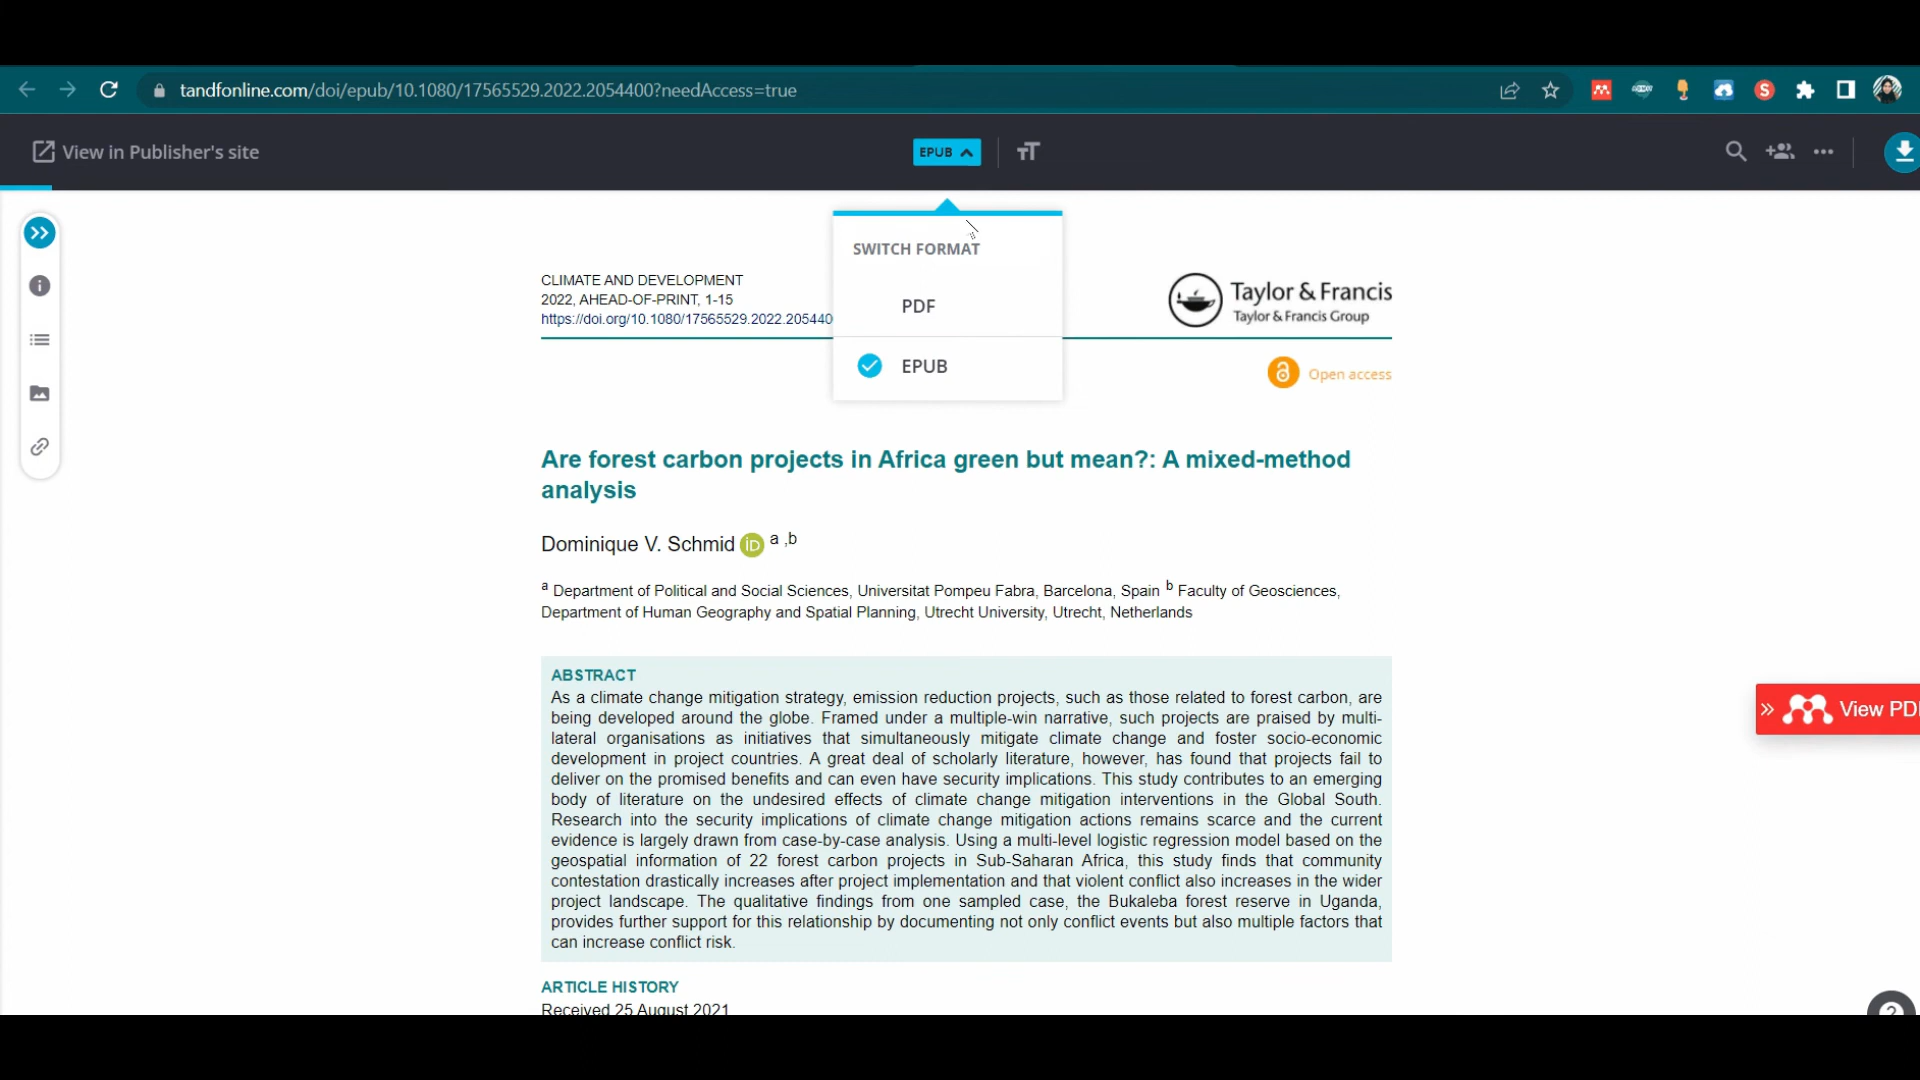 tandfonline.com/doi/epub/10.1080/17565529.2022.2054400?needAccess=true
View in Publisher's site
EPUB
SWITCH FORMAT
PDF
EPUB
CLIMATE AND DEVELOPMENT
2022, AHEAD-OF-PRINT, 1-15
https://doi.org/10.1080/17565529.2022.205440
Taylor & Francis
Taylor & Francis Group
Open access
Are forest carbon projects in Africa green but mean?: A mixed-method
analysis
Dominique V. Schmid iD a ,b
a Department of Political and Social Sciences, Universitat Pompeu Fabra, Barcelona, Spain b Faculty of Geosciences,
Department of Human Geography and Spatial Planning, Utrecht University, Utrecht, Netherlands
ABSTRACT
As a climate change mitigation strategy, emission reduction projects, such as those related to forest carbon, are
being developed around the globe. Framed under a multiple-win narrative, such projects are praised by multi-
lateral organisations as initiatives that simultaneously mitigate climate change and foster socio-economic
development in project countries. A great deal of scholarly literature, however, has found that projects fail to
deliver on the promised benefits and can even have security implications. This study contributes to an emerging
body of literature on the undesired effects of climate change mitigation interventions in the Global South.
Research into the security implications of climate change mitigation actions remains scarce and the current
evidence is largely drawn from case-by-case analysis. Using a multi-level logistic regression model based on the
geospatial information of 22 forest carbon projects in Sub-Saharan Africa, this study finds that community
contestation drastically increases after project implementation and that violent conflict also increases in the wider
project landscape. The qualitative findings from one sampled case, the Bukaleba forest reserve in Uganda,
provides further support for this relationship by documenting not only conflict events but also multiple factors that
can increase conflict risk.
View PD
ARTICLE HISTORY
Received 25 August 2021